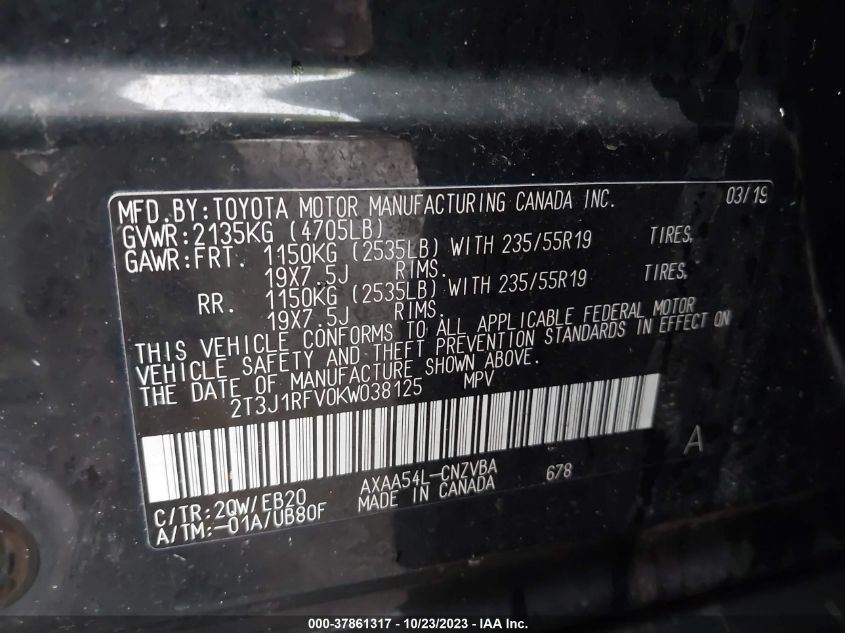 MFD.BY:TOYOTA MOTOR MANUFACTURING CANADA INC. 03/19
GVWR:2135KG (4705LB)
GAWR:FRT. 1150KG (2535LB) WITH 235/55R19 TIRES,
19X7.5J RIMS.
RR. 1150KG (2535LB) WITH 235/55R19 TIRES,
19X7.5J RIMS.
THIS VEHICLE CONFORMS TO ALL APPLICABLE FEDERAL MOTOR
VEHICLE SAFETY AND THEFT PREVENTION STANDARDS IN EFFECT ON
THE DATE OF MANUFACTURE SHOWN ABOVE.
2T3J1RFV0KW038125 MPV
A
C/TR:2QW/EB20 AXAA54L-CNZVBA 678
A/TM:-01A/UB80F MADE IN CANADA
000-37861317 - 10/23/2023 - IAA Inc.